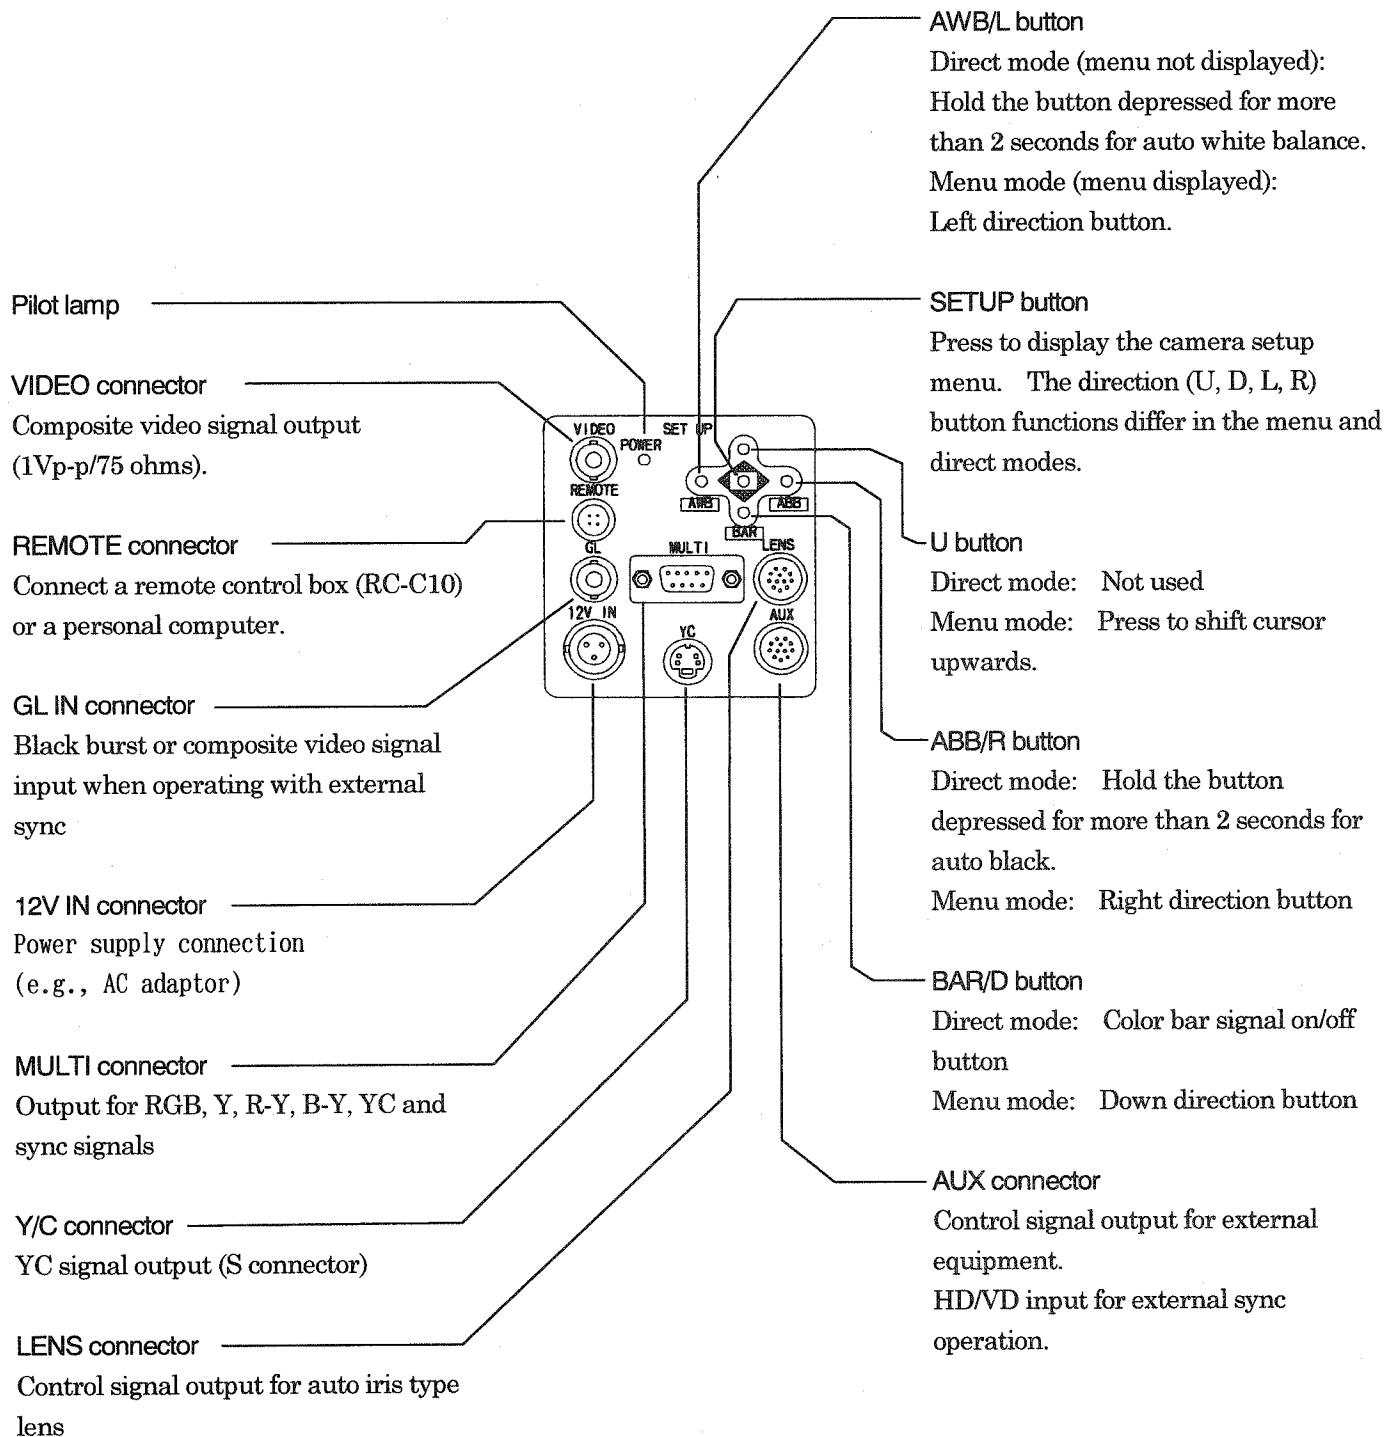 AWB/L button
Direct mode (menu not displayed):
Hold the button depressed for more
than 2 seconds for auto white balance.
Menu mode (menu displayed):
Left direction button.
Pilot lamp
VIDEO connector
Composite video signal output
(1Vp-p/75 ohms).
REMOTE connector
Connect a remote control box (RC-C10)
or a personal computer.
GL IN connector
Black burst or composite video signal
input when operating with external
sync
12V IN connector
Power supply connection
(e.g., AC adaptor)
MULTI connector
Output for RGB, Y, R-Y, B-Y, YC and
sync signals
Y/C connector
YC signal output (S connector)
LENS connector
Control signal output for auto iris type
lens
VIDEO
SET UP
POWER
REMOTE
AWB
ABB
BAR
GL
MULTI
LENS
12V IN
YC
AUX
SETUP button
Press to display the camera setup
menu. The direction (U, D, L, R)
button functions differ in the menu and
direct modes.
U button
Direct mode: Not used
Menu mode: Press to shift cursor
upwards.
ABB/R button
Direct mode: Hold the button
depressed for more than 2 seconds for
auto black.
Menu mode: Right direction button
BAR/D button
Direct mode: Color bar signal on/off
button
Menu mode: Down direction button
AUX connector
Control signal output for external
equipment.
HD/VD input for external sync
operation.